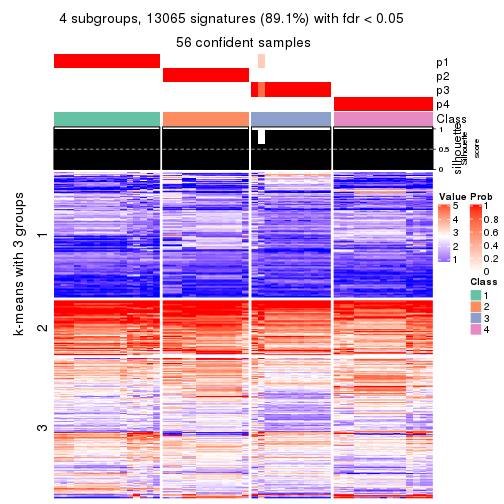 4 subgroups, 13065 signatures (89.1%) with fdr < 0.05
56 confident samples
p1
p2
p3
p4
Class
silhouette
Silhouette
score
1
0.5
0
k-means with 3 groups
1
2
3
Value
5
4
3
2
1
Prob
1
0.8
0.6
0.4
0.2
0
Class
1
2
3
4